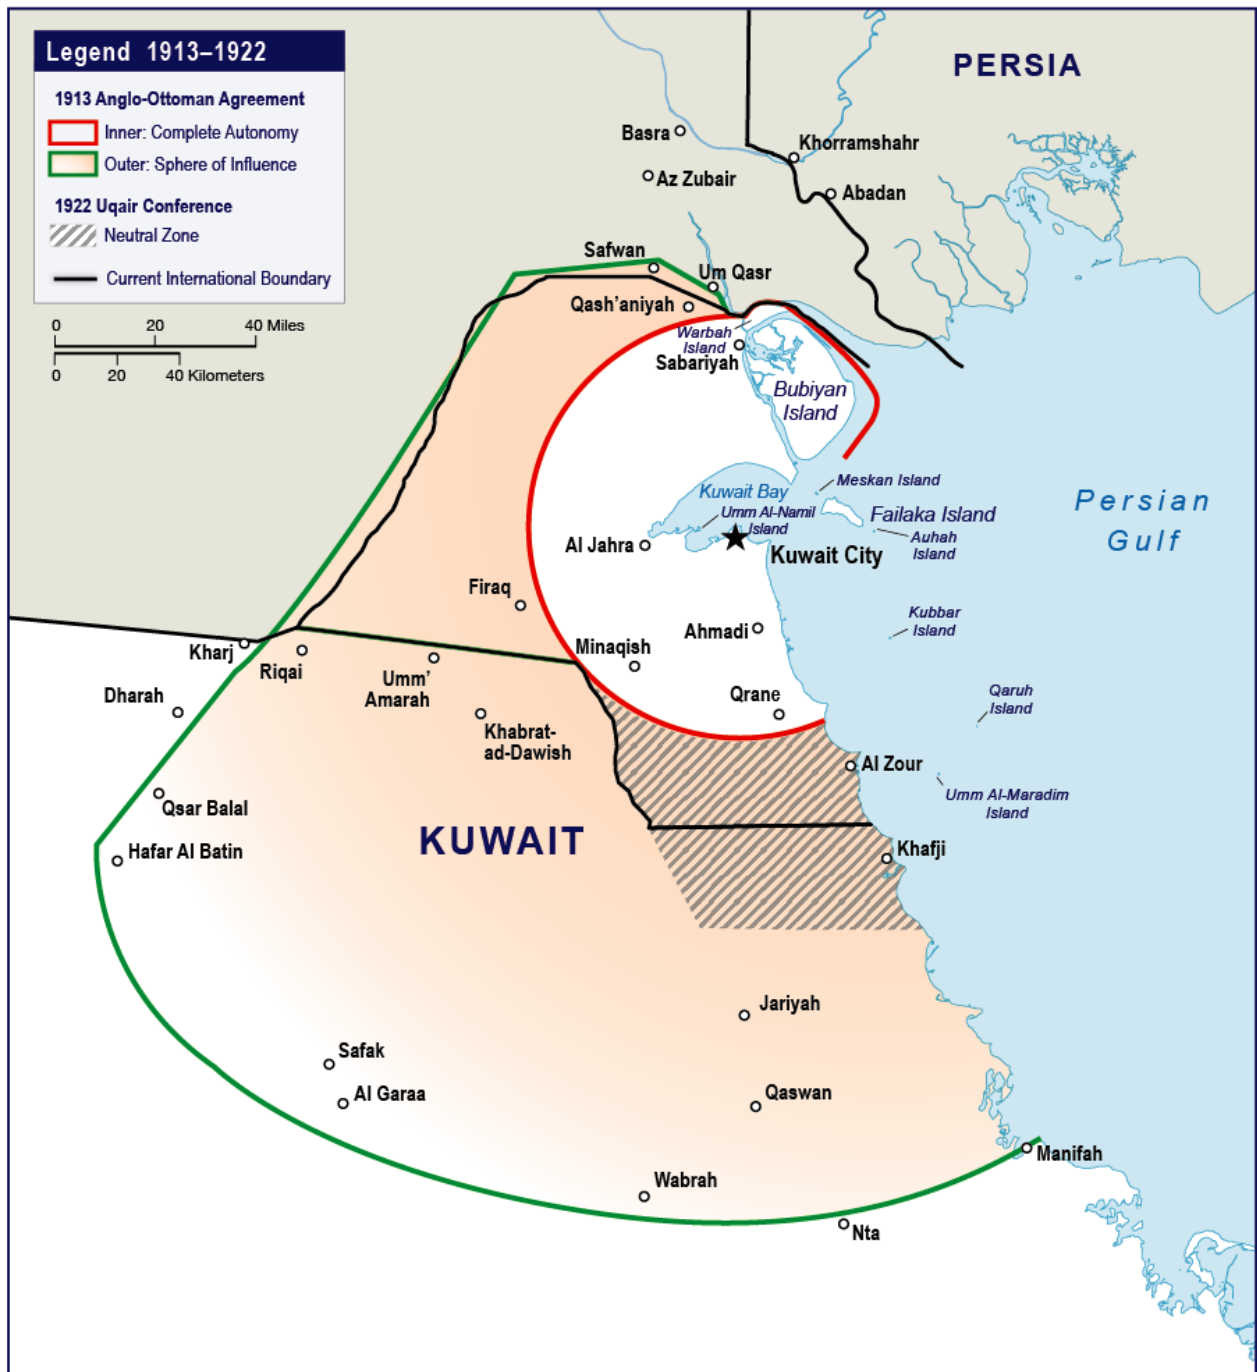 Legend 1913–1922
1913 Anglo-Ottoman Agreement
Inner: Complete Autonomy
Outer: Sphere of Influence
1922 Uqair Conference
Neutral Zone
Current International Boundary
0 20 40 Miles
0 20 40 Kilometers
PERSIA
Basra
Khorramshahr
Az Zubair
Abadan
Safwan
Um Qasr
Qash'aniyah
Warbah
Island
Sabariyah
Bubiyan
Island
Meskan Island
Kuwait Bay
Umm Al-Namil
Island
Failaka Island
Auhah
Island
Persian
Gulf
Al Jahra
Kuwait City
Firaq
Kubbar
Island
Ahmadi
Minaqish
Kharj
Riqai
Umm'
Amarah
Dharah
Khabrat-
ad-Dawish
Qrane
Qaruh
Island
Al Zour
Umm Al-Maradim
Island
Qsar Balal
KUWAIT
Hafar Al Batin
Khafji
Jariyah
Safak
Al Garaa
Qaswan
Manifah
Wabrah
Nta